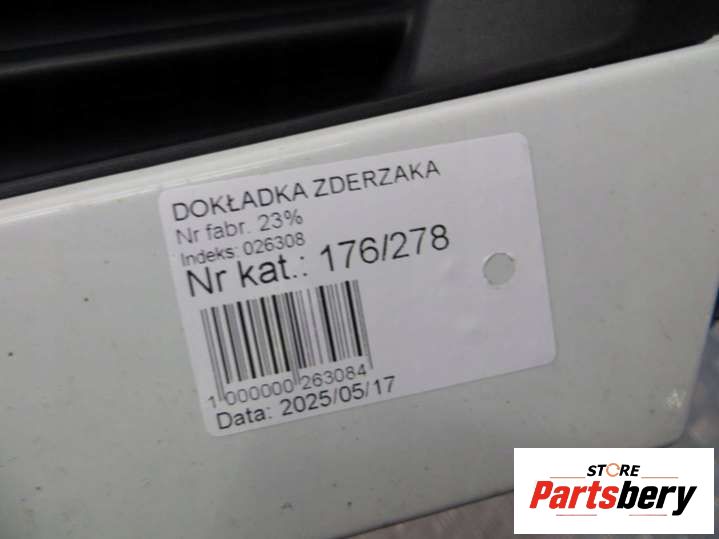 DOKŁADKA ZDERZAKA
Nr fabr. 23%
Indeks: 026308
Nr kat.: 176/278
1 000000 263084
Data: 2025/05/17
STORE
Partsbery